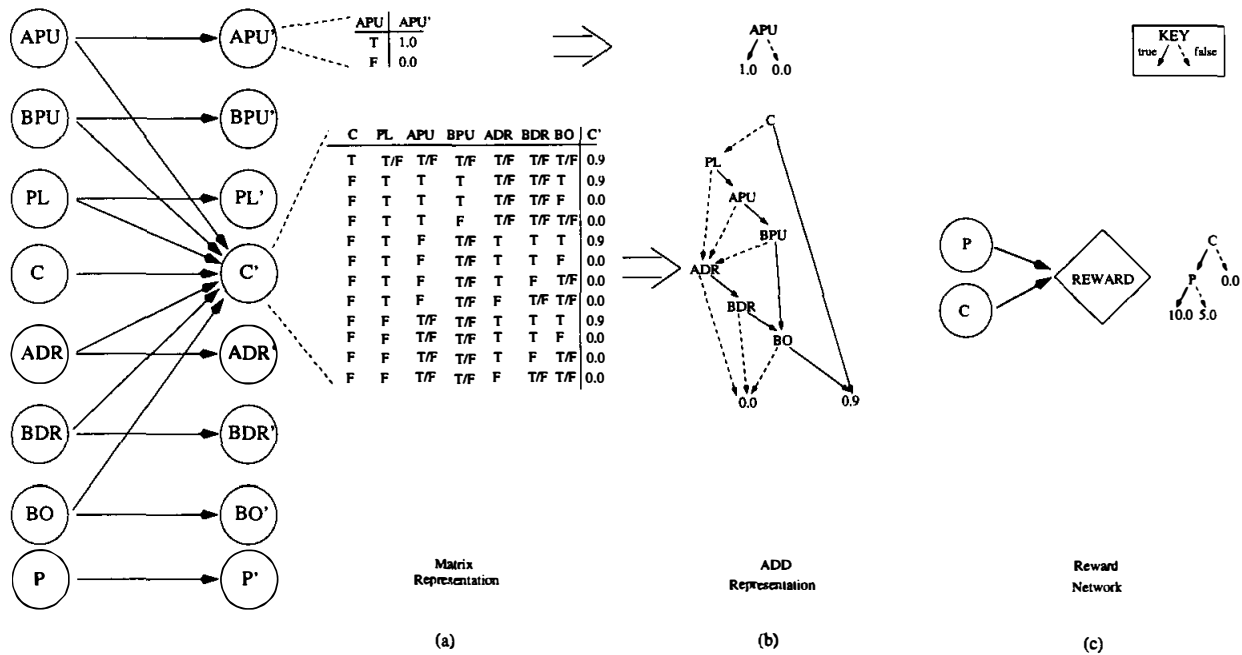 APU
APU'
BPU
BPU'
PL
PL'
C
C'
ADR
ADR'
BDR
BDR'
BO
BO'
P
P'
APU APU'
T 1.0
F 0.0
C PL APU BPU ADR BDR BO C'
T T/F T/F T/F T/F T/F T/F 0.9
F T T T T/F T/F T 0.9
F T T T T/F T/F F 0.0
F T T F T/F T/F T/F 0.0
F T F T/F T T T 0.9
F T F T/F T T F 0.0
F T F T/F T F T/F 0.0
F T F T/F F T/F T/F 0.0
F F T/F T/F T T T 0.9
F F T/F T/F T T F 0.0
F F T/F T/F T F T/F 0.0
F F T/F T/F F T/F T/F 0.0
Matrix
Representation
(a)
APU
1.0 0.0
C
PL
APU
BPU
ADR
BDR
BO
0.0
0.9
ADD
Representation
(b)
KEY
true false
P
C
REWARD
C
P 0.0
10.0 5.0
Reward
Network
(c)